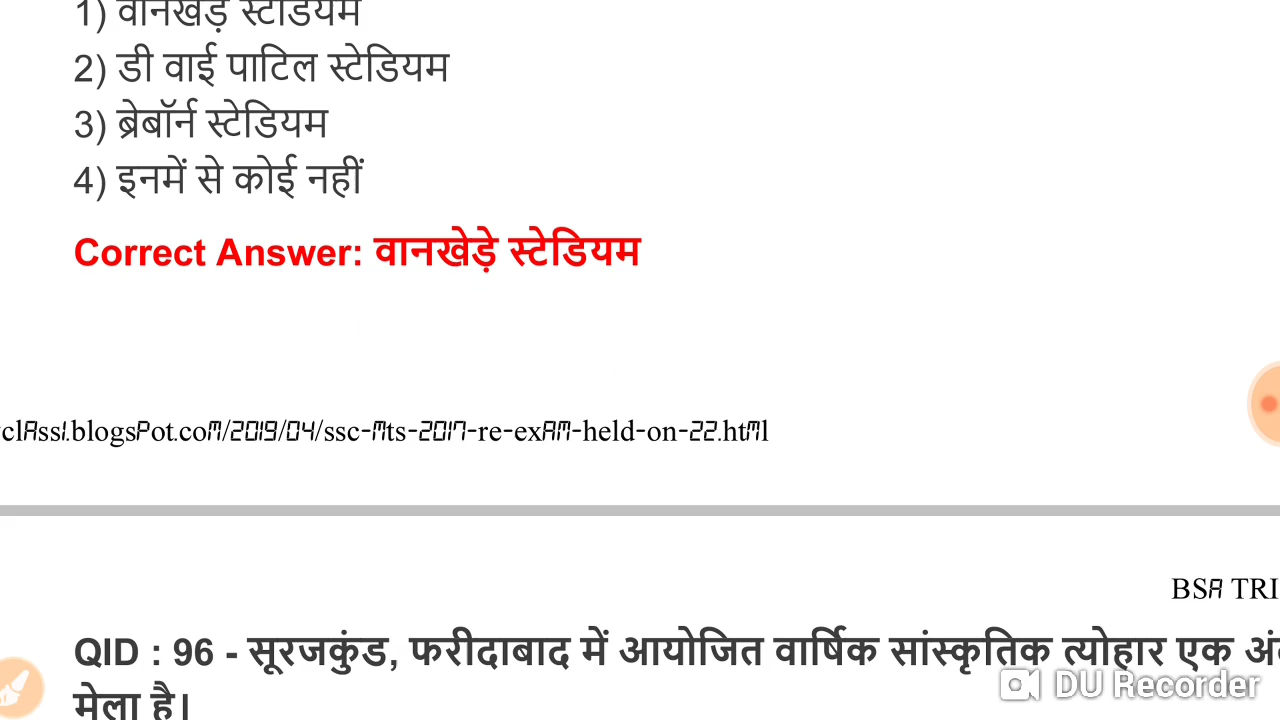 1) वानखेड़े स्टेडियम
2) डी वाई पाटिल स्टेडियम
3) ब्रेबॉर्न स्टेडियम
4) इनमें से कोई नहीं
Correct Answer: वानखेड़े स्टेडियम
clAss1.blogsPot.coM/2019/04/ssc-Mts-2017-re-exAM-held-on-22.htMl
BSA TRI
QID : 96 - सूरजकुंड, फरीदाबाद में आयोजित वार्षिक सांस्कृतिक त्योहार एक
मेला है।
DU Recorder